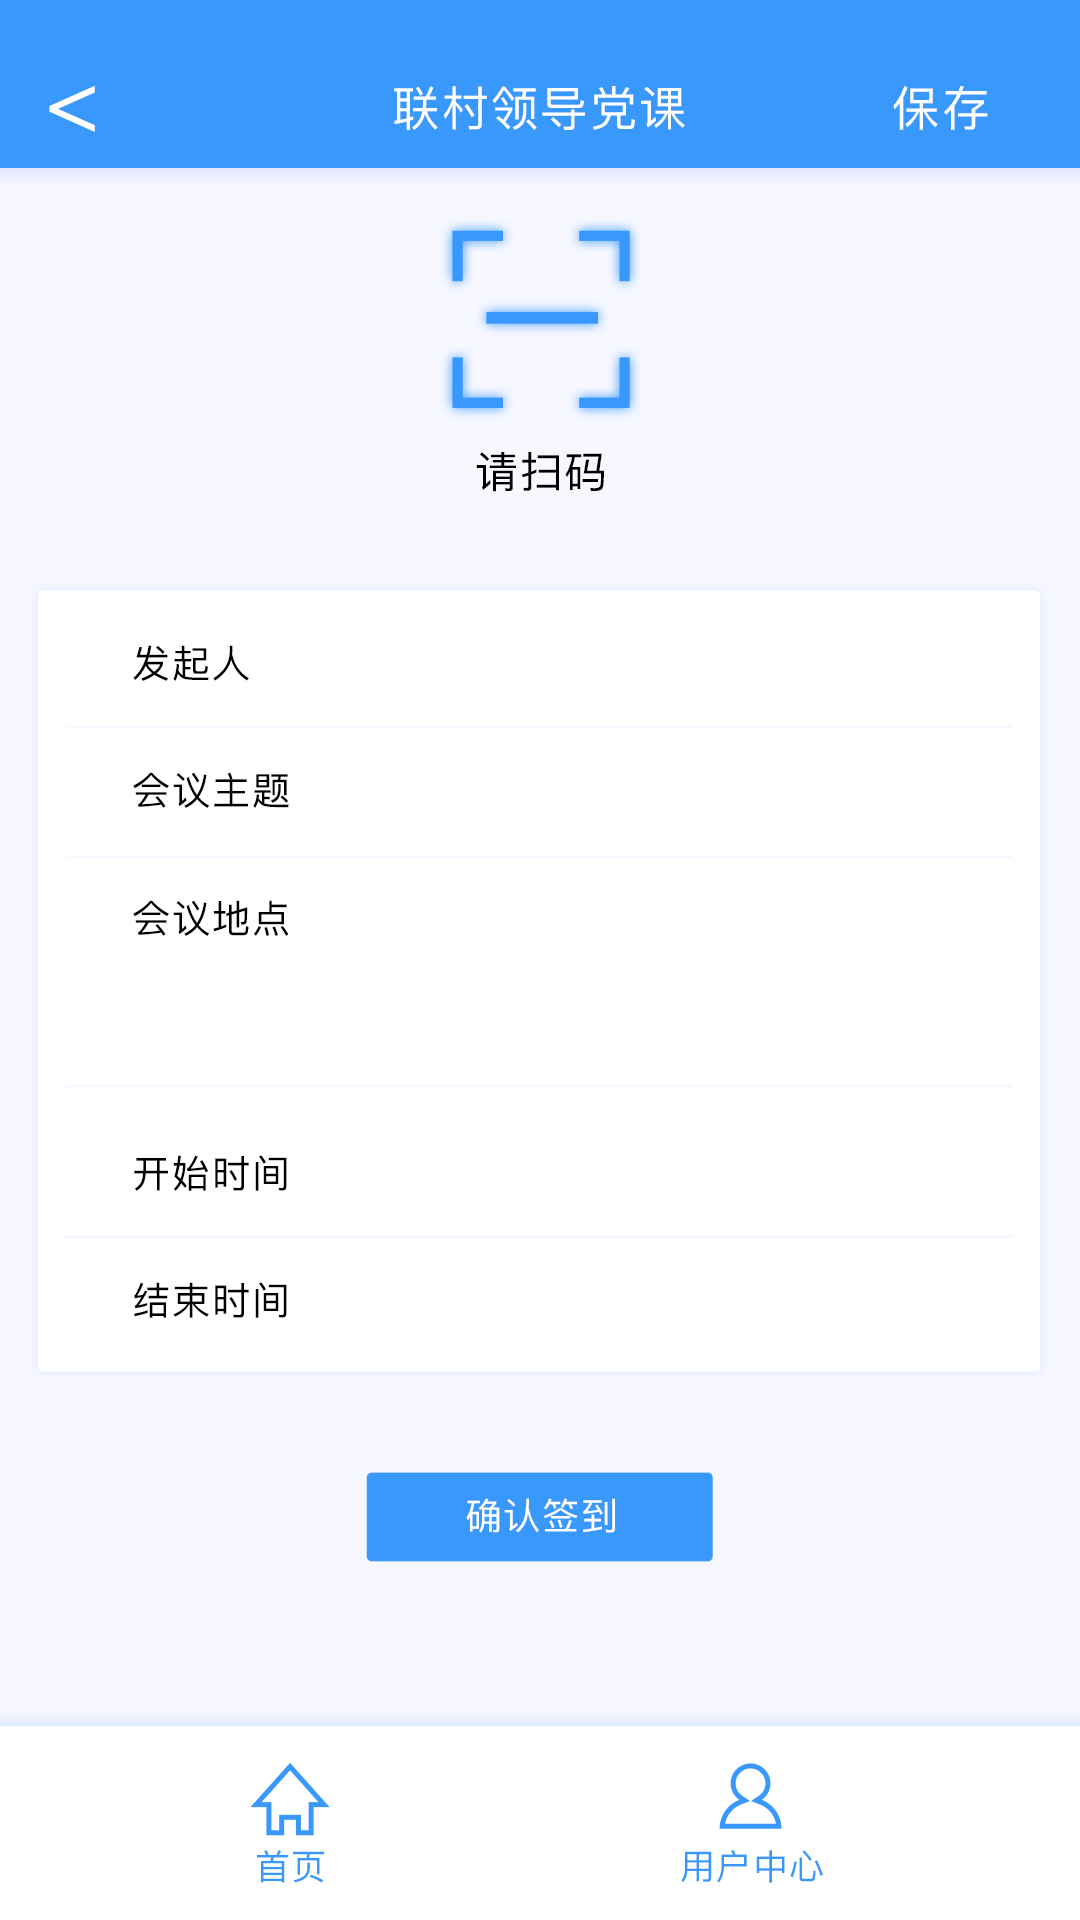 < 联村领导党课 保存
请扫码
发起人
会议主题
会议地点
开始时间
结束时间
确认签到
首页 用户中心